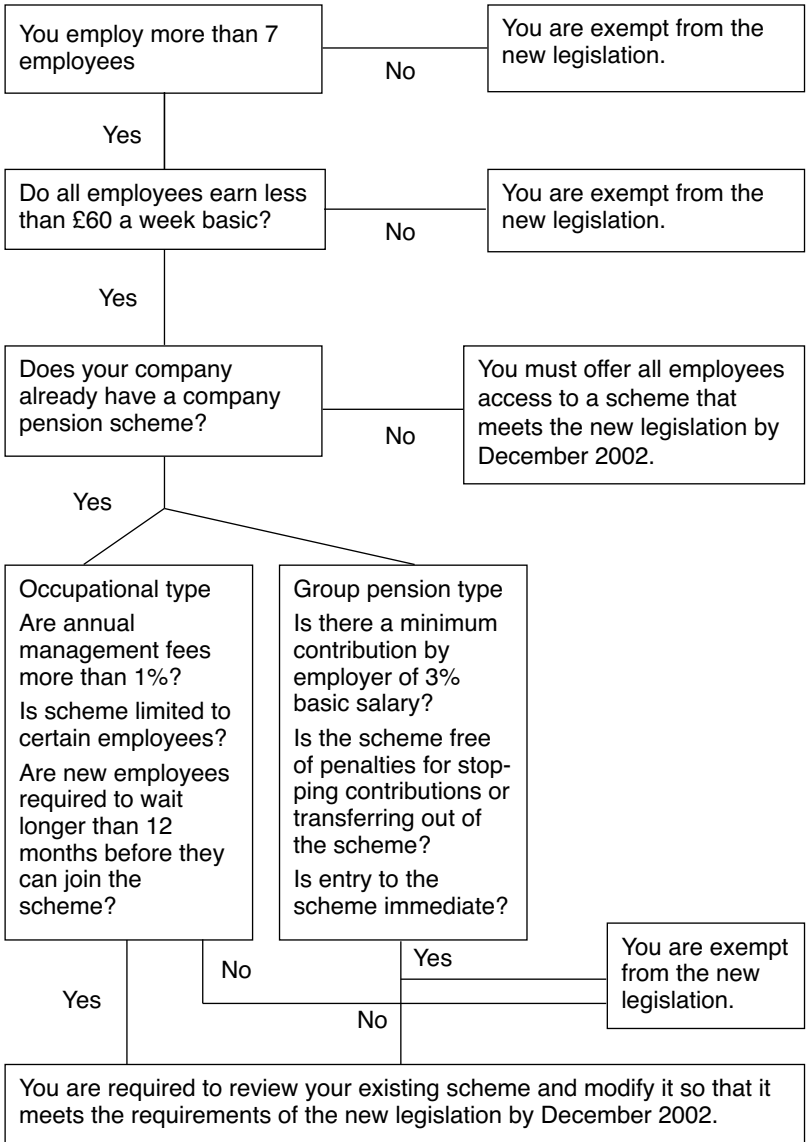 You employ more than 7
employees
No
You are exempt from the
new legislation.
Yes
Do all employees earn less
than £60 a week basic?
No
You are exempt from the
new legislation.
Yes
Does your company
already have a company
pension scheme?
No
You must offer all employees
access to a scheme that
meets the new legislation by
December 2002.
Yes
Occupational type
Are annual
management fees
more than 1%?
Is scheme limited to
certain employees?
Are new employees
required to wait
longer than 12
months before they
can join the
scheme?
Group pension type
Is there a minimum
contribution by
employer of 3%
basic salary?
Is the scheme free
of penalties for stop-
ping contributions or
transferring out of
the scheme?
Is entry to the
scheme immediate?
Yes
No
Yes
No
You are exempt
from the new
legislation.
You are required to review your existing scheme and modify it so that it
meets the requirements of the new legislation by December 2002.